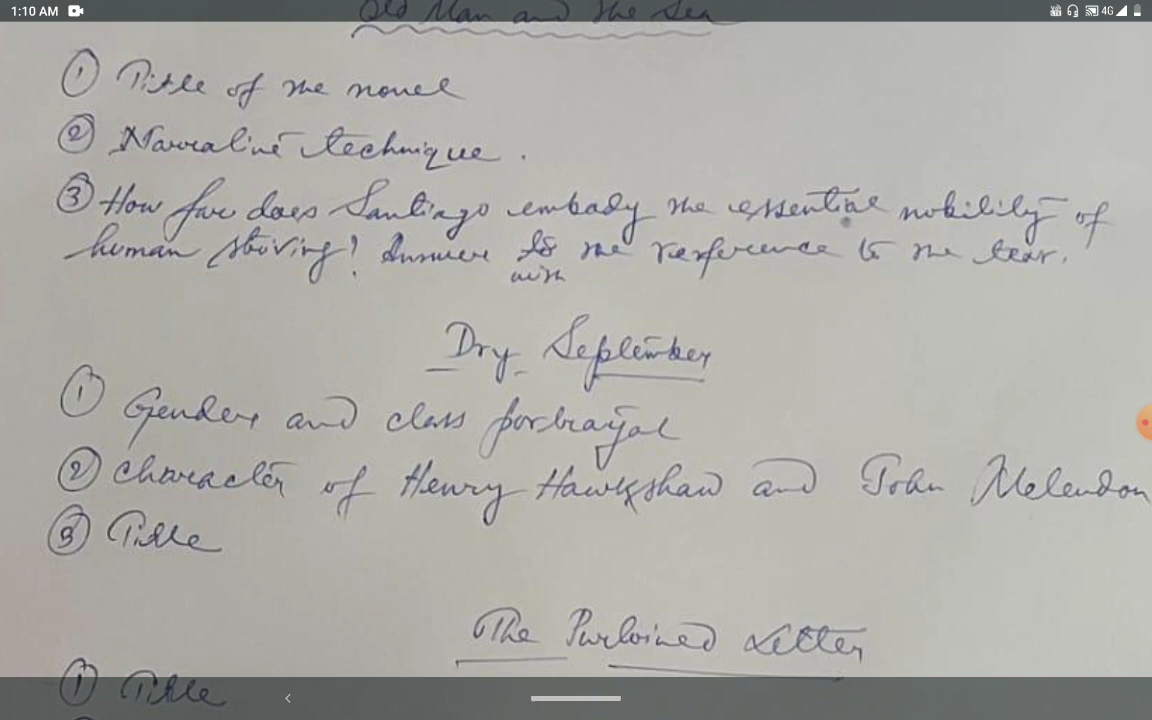 1:10 AM
4G
Old Man and the Sea
① Title of the novel
② Narrative technique.
③ How far does Santiago embody the essential nobility of
human striving? Answer to the reference to the text.
with
Dry September
① Gender and class portrayal
② Character of Henry Hawkshaw and John Mclendon
③ Title
The Purloined Letter
① Title